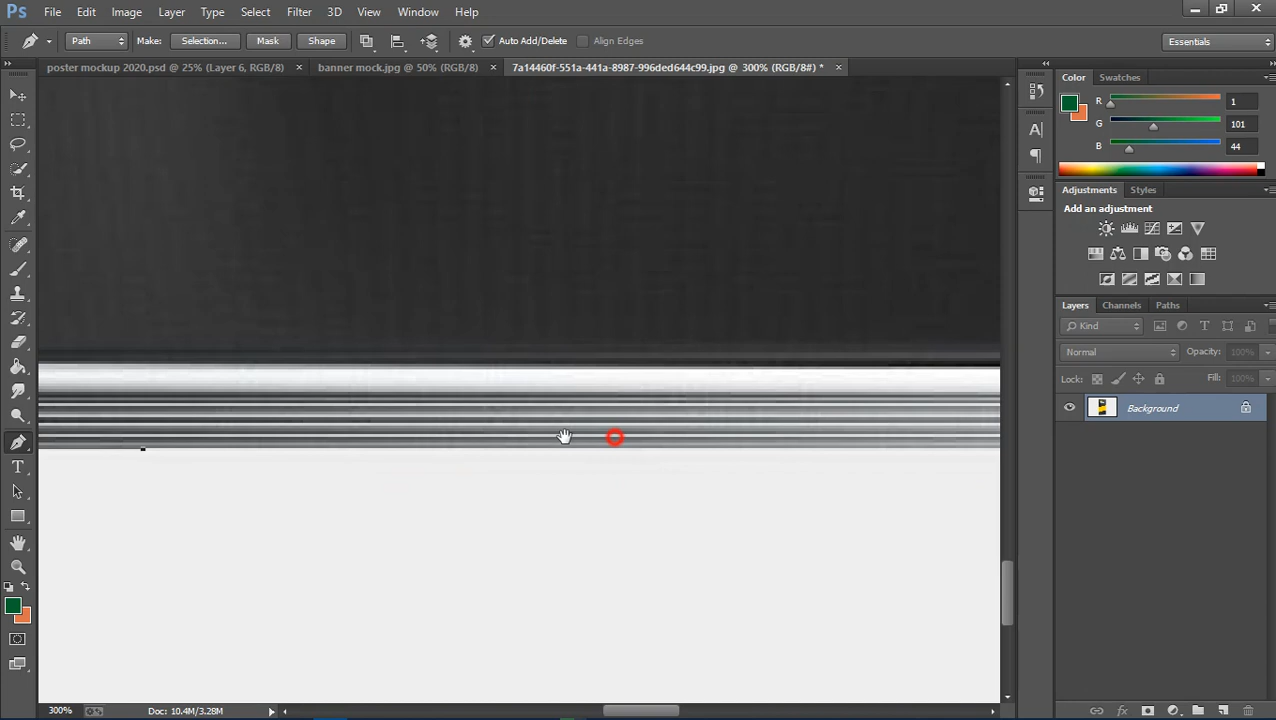 Ps File Edit Image Layer Type Select Filter 3D View Window Help
Path Make: Selection... Mask Shape Auto Add/Delete Align Edges Essentials
poster mockup 2020.psd @ 25% (Layer 6, RGB/8) × banner mock.jpg @ 50% (RGB/8) × 7a14460f-551a-441a-8987-996ded644c99.jpg @ 300% (RGB/8#) * ×
Color Swatches
R 1
G 101
B 44
Adjustments Styles
Add an adjustment
Layers Channels Paths
Kind
Normal Opacity: 100%
Lock: Fill: 100%
Background
300% Doc: 10.4M/3.28M